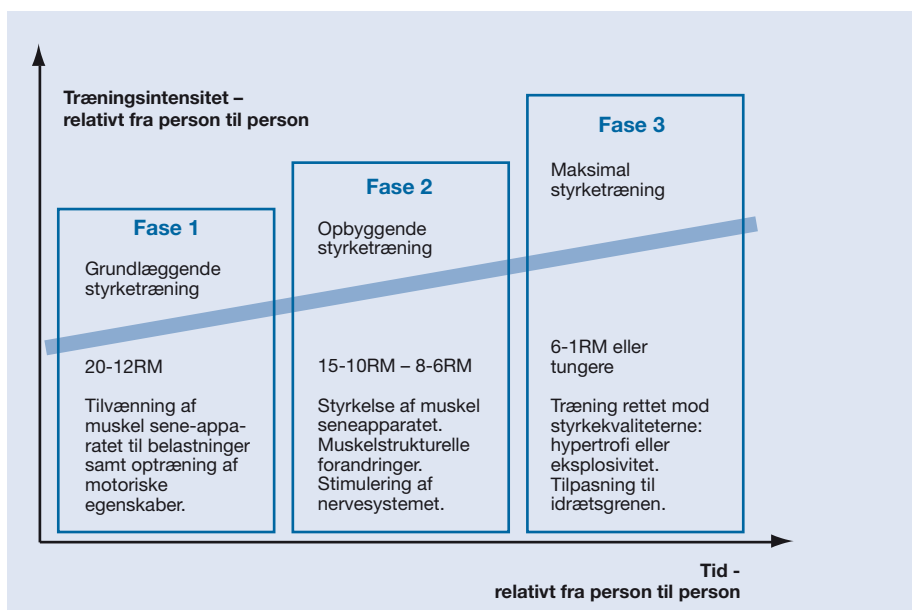 Træningsintensitet –
relativt fra person til person
Fase 1
Grundlæggende
styrketræning
20-12RM
Tilvænning af
muskel sene-appa-
ratet til belastninger
samt optræning af
motoriske
egenskaber.
Fase 2
Opbyggende
styrketræning
15-10RM – 8-6RM
Styrkelse af muskel
seneapparatet.
Muskelstrukturelle
forandringer.
Stimulering af
nervesystemet.
Fase 3
Maksimal
styrketræning
6-1RM eller
tungere
Træning rettet mod
styrkekvaliteterne:
hypertrofi eller
eksplosivitet.
Tilpasning til
idrætsgrenen.
Tid -
relativt fra person til person